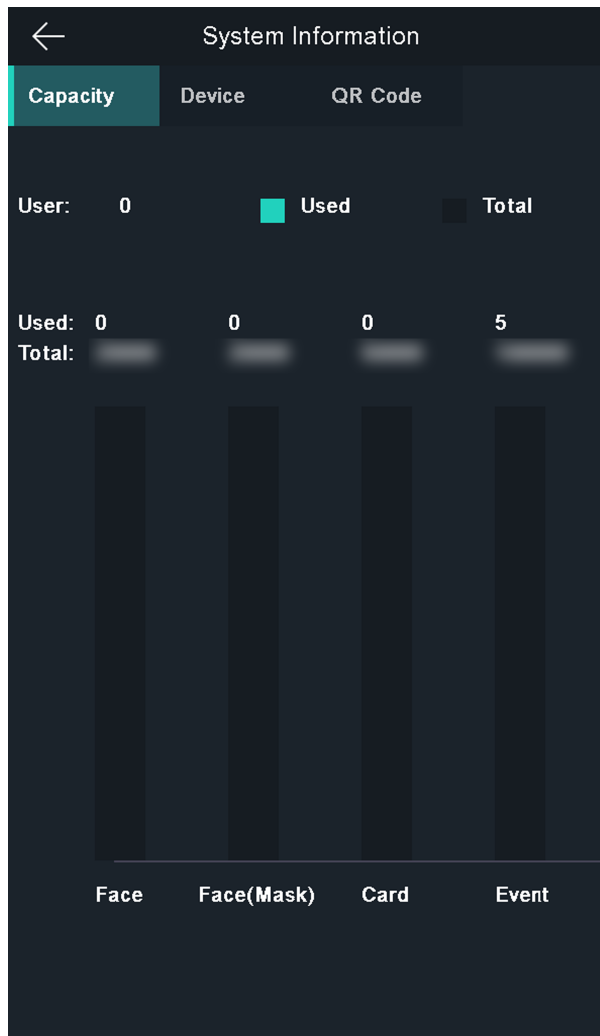 System Information
Capacity Device QR Code
User: 0 Used Total
Used: 0 0 0 5
Total:
Face Face(Mask) Card Event